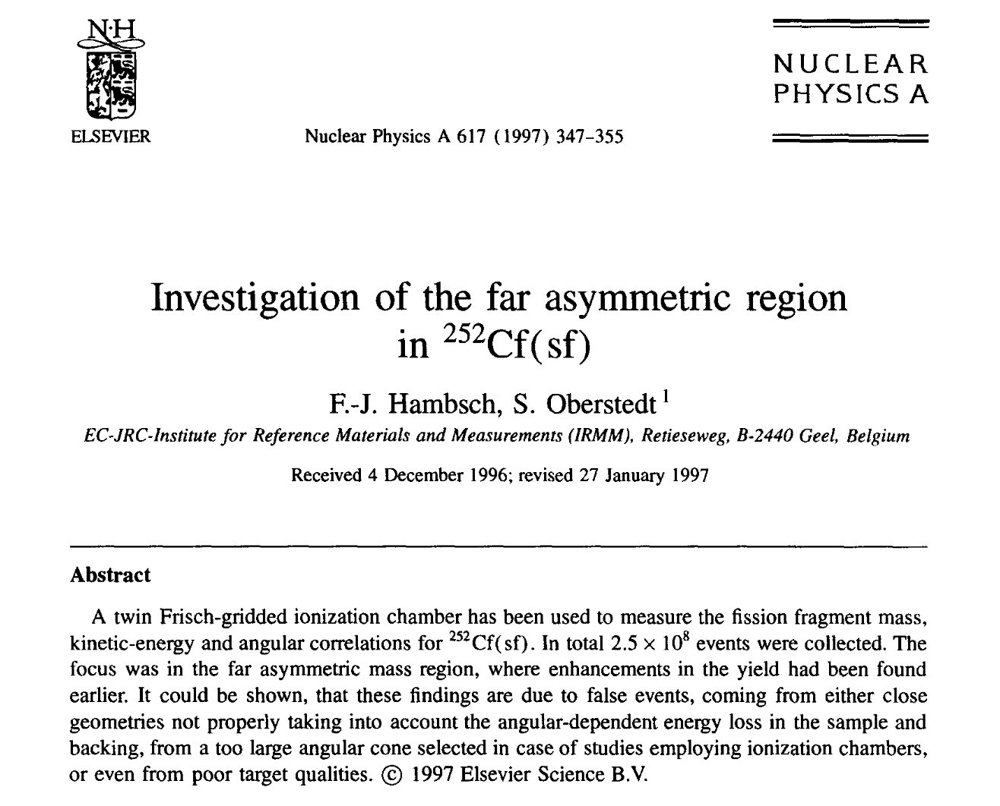 N·H
ELSEVIER
Nuclear Physics A 617 (1997) 347–355
NUCLEAR
PHYSICS A
Investigation of the far asymmetric region
in ²⁵²Cf(sf)
F.-J. Hambsch, S. Oberstedt ¹
EC-JRC-Institute for Reference Materials and Measurements (IRMM), Retieseweg, B-2440 Geel, Belgium
Received 4 December 1996; revised 27 January 1997
Abstract
A twin Frisch-gridded ionization chamber has been used to measure the fission fragment mass,
kinetic-energy and angular correlations for ²⁵²Cf(sf). In total 2.5 × 10⁸ events were collected. The
focus was in the far asymmetric mass region, where enhancements in the yield had been found
earlier. It could be shown, that these findings are due to false events, coming from either close
geometries not properly taking into account the angular-dependent energy loss in the sample and
backing, from a too large angular cone selected in case of studies employing ionization chambers,
or even from poor target qualities. © 1997 Elsevier Science B.V.